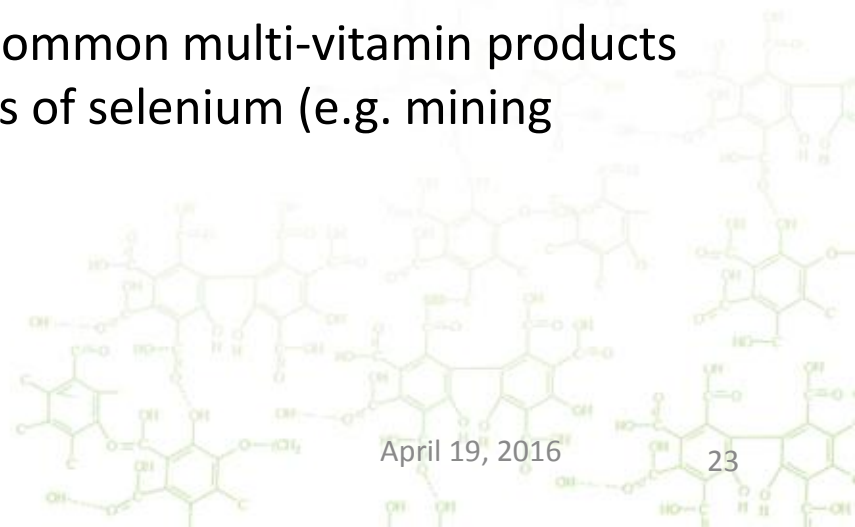 ommon multi-vitamin products
s of selenium (e.g. mining
April 19, 2016
23